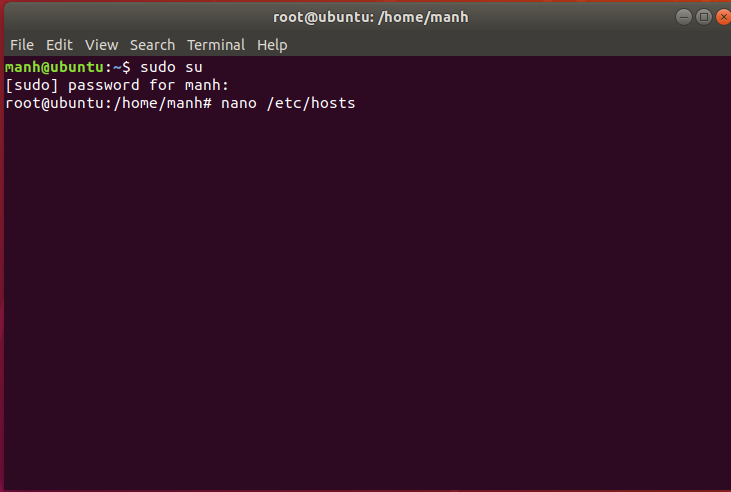 root@ubuntu: /home/manh
File Edit View Search Terminal Help
manh@ubuntu:~$ sudo su
[sudo] password for manh:
root@ubuntu:/home/manh# nano /etc/hosts